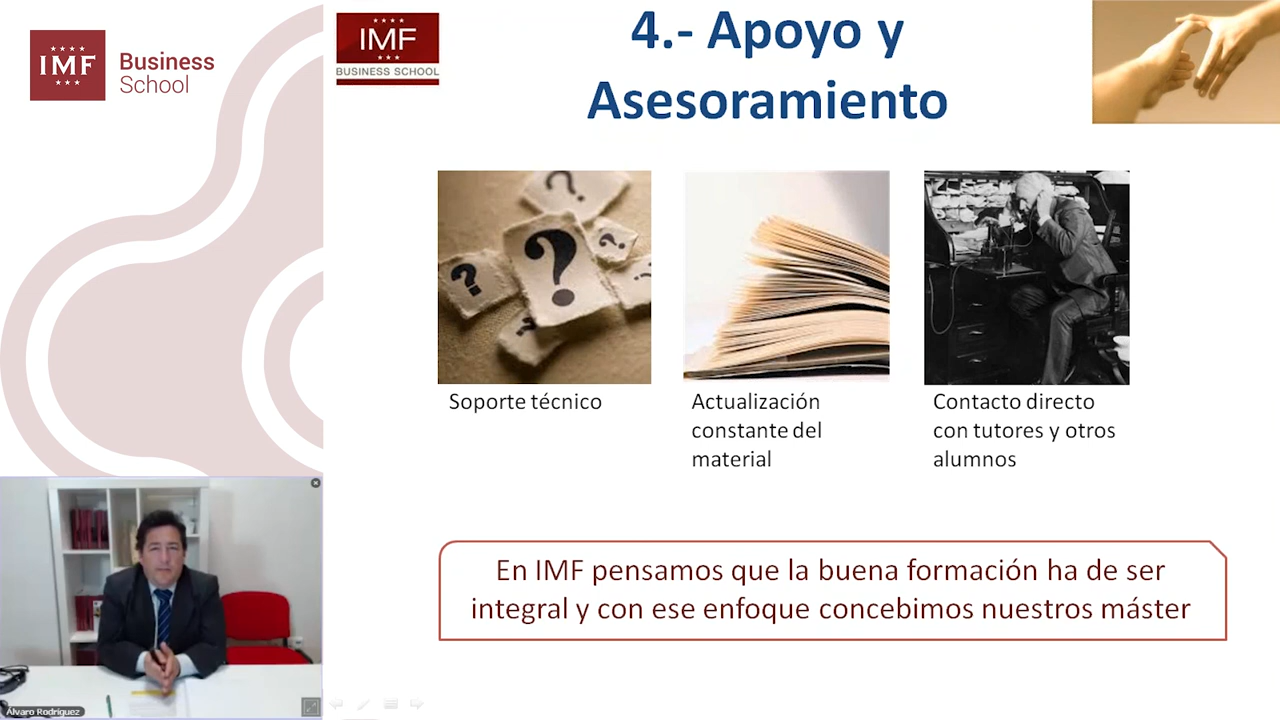 IMF
Business
School
IMF
BUSINESS SCHOOL
4.- Apoyo y
Asesoramiento
? ? ? ? ? ?
Soporte técnico
Actualización
constante del
material
Contacto directo
con tutores y otros
alumnos
En IMF pensamos que la buena formación ha de ser
integral y con ese enfoque concebimos nuestros máster
Álvaro Rodríguez